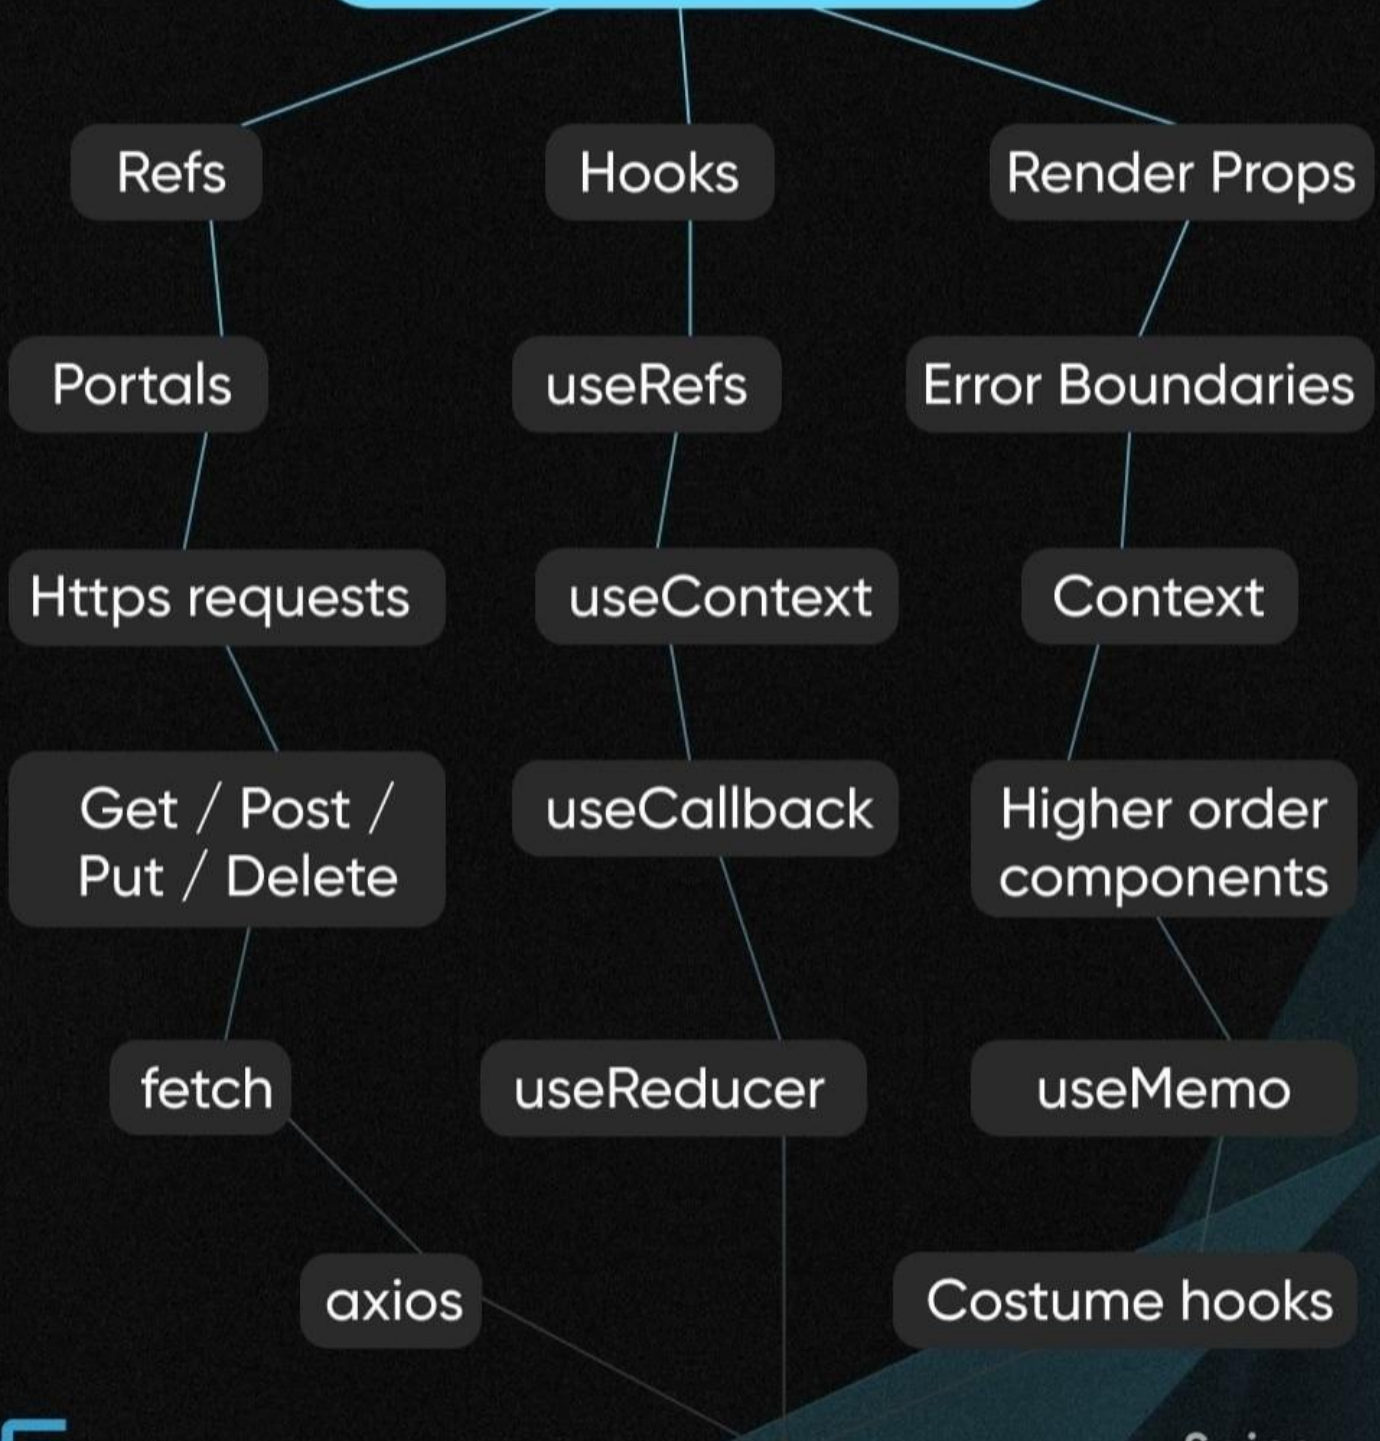 Refs
Hooks
Render Props
Portals
useRefs
Error Boundaries
Https requests
useContext
Context
Get / Post /
Put / Delete
useCallback
Higher order
components
fetch
useReducer
useMemo
axios
Costume hooks